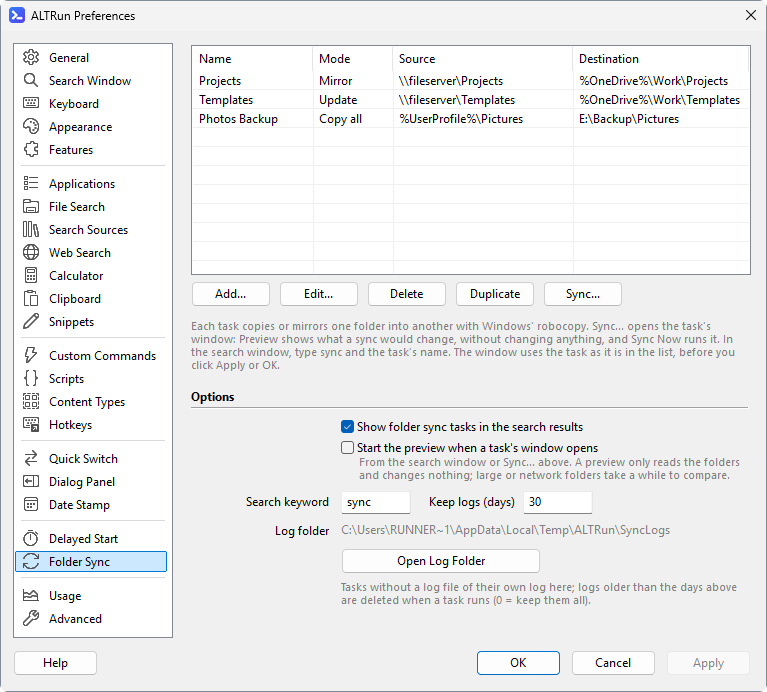 ALTRun Preferences
General
Search Window
Keyboard
Appearance
Features
Applications
File Search
Search Sources
Web Search
Calculator
Clipboard
Snippets
Custom Commands
Scripts
Content Types
Hotkeys
Quick Switch
Dialog Panel
Date Stamp
Delayed Start
Folder Sync
Usage
Advanced
Name Mode Source Destination
Projects Mirror \\fileserver\Projects %OneDrive%\Work\Projects
Templates Update \\fileserver\Templates %OneDrive%\Work\Templates
Photos Backup Copy all %UserProfile%\Pictures E:\Backup\Pictures
Add... Edit... Delete Duplicate Sync...
Each task copies or mirrors one folder into another with Windows' robocopy. Sync... opens the task's
window: Preview shows what a sync would change, without changing anything, and Sync Now runs it. In
the search window, type sync and the task's name. The window uses the task as it is in the list, before you
click Apply or OK.
Options
Show folder sync tasks in the search results
Start the preview when a task's window opens
From the search window or Sync... above. A preview only reads the folders
and changes nothing; large or network folders take a while to compare.
Search keyword sync Keep logs (days) 30
Log folder C:\Users\RUNNER~1\AppData\Local\Temp\ALTRun\SyncLogs
Open Log Folder
Tasks without a log file of their own log here; logs older than the days above
are deleted when a task runs (0 = keep them all).
Help OK Cancel Apply